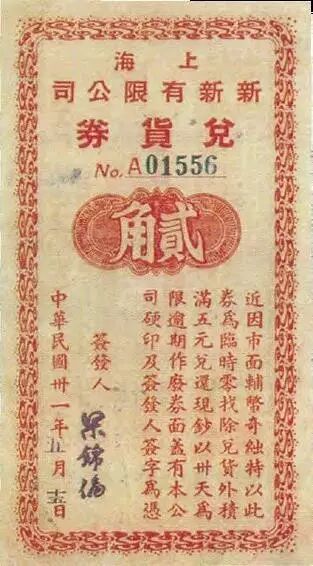 上海
新新有限公司
兌貨券
No. A01556
貳角
近因市面輔幣奇絀特以此
券為臨時零找除兌貨外積
滿五元兌還現鈔以卅天為
限逾期作廢券面蓋有本公
司硬印及簽發人簽字為憑
簽發人 梁錦
中華民國卅一年五月日